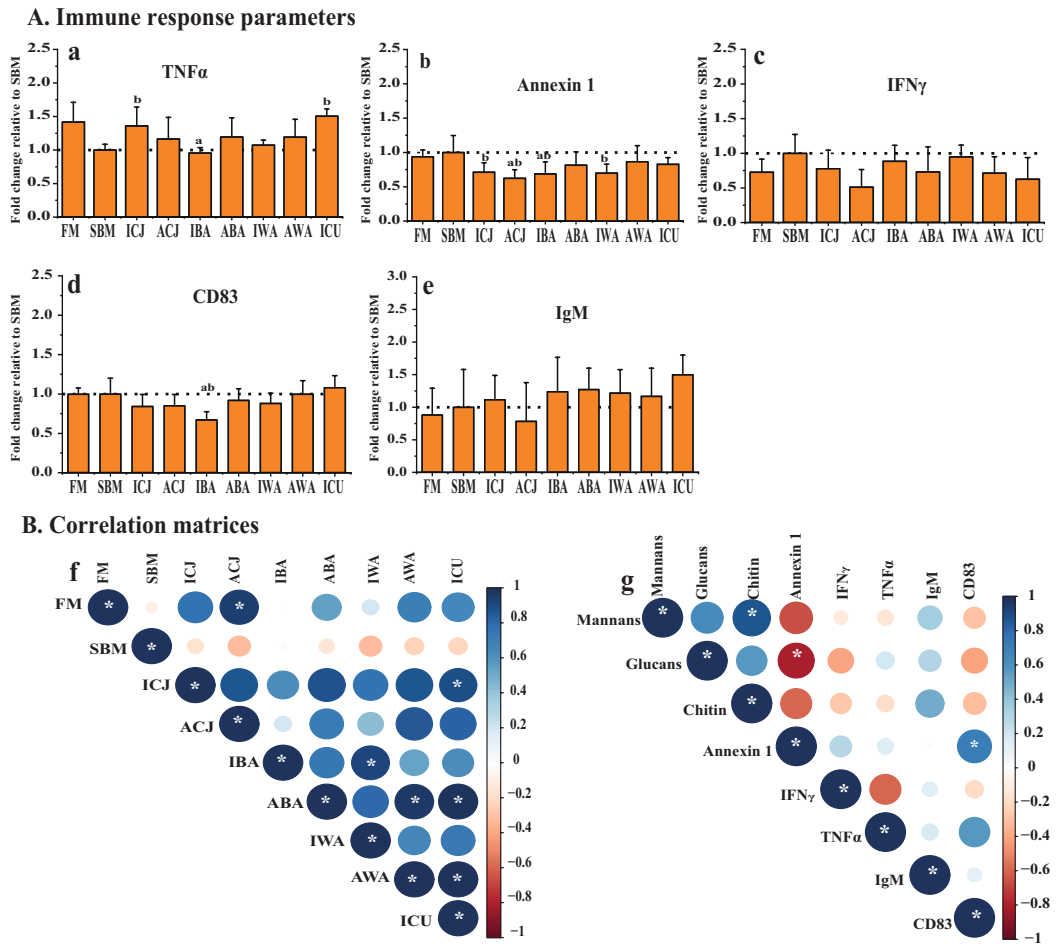 A. Immune response parameters
a
TNFα
Fold change relative to SBM
2.5
2.0
1.5
1.0
0.5
0.0
b
a
b
FM SBM ICJ ACJ IBA ABA IWA AWA ICU
b
Annexin 1
Fold change relative to SBM
2.5
2.0
1.5
1.0
0.5
0.0
b
ab
ab
b
FM SBM ICJ ACJ IBA ABA IWA AWA ICU
c
IFNγ
Fold change relative to SBM
2.5
2.0
1.5
1.0
0.5
0.0
FM SBM ICJ ACJ IBA ABA IWA AWA ICU
d
CD83
Fold change relative to SBM
2.5
2.0
1.5
1.0
0.5
0.0
ab
FM SBM ICJ ACJ IBA ABA IWA AWA ICU
e
IgM
Fold change relative to SBM
3.0
2.5
2.0
1.5
1.0
0.5
0.0
FM SBM ICJ ACJ IBA ABA IWA AWA ICU
B. Correlation matrices
f
FM SBM ICJ ACJ IBA ABA IWA AWA ICU
FM * *
SBM *
ICJ * *
ACJ *
IBA * *
ABA * * *
IWA *
AWA * *
ICU *
1
0.8
0.6
0.4
0.2
0
−0.2
−0.4
−0.6
−0.8
−1
g
Mannans Glucans Chitin Annexin 1 IFNγ TNFα IgM CD83
Mannans * *
Glucans * *
Chitin *
Annexin 1 * *
IFNγ *
TNFα *
IgM *
CD83 *
1
0.8
0.6
0.4
0.2
0
−0.2
−0.4
−0.6
−0.8
−1